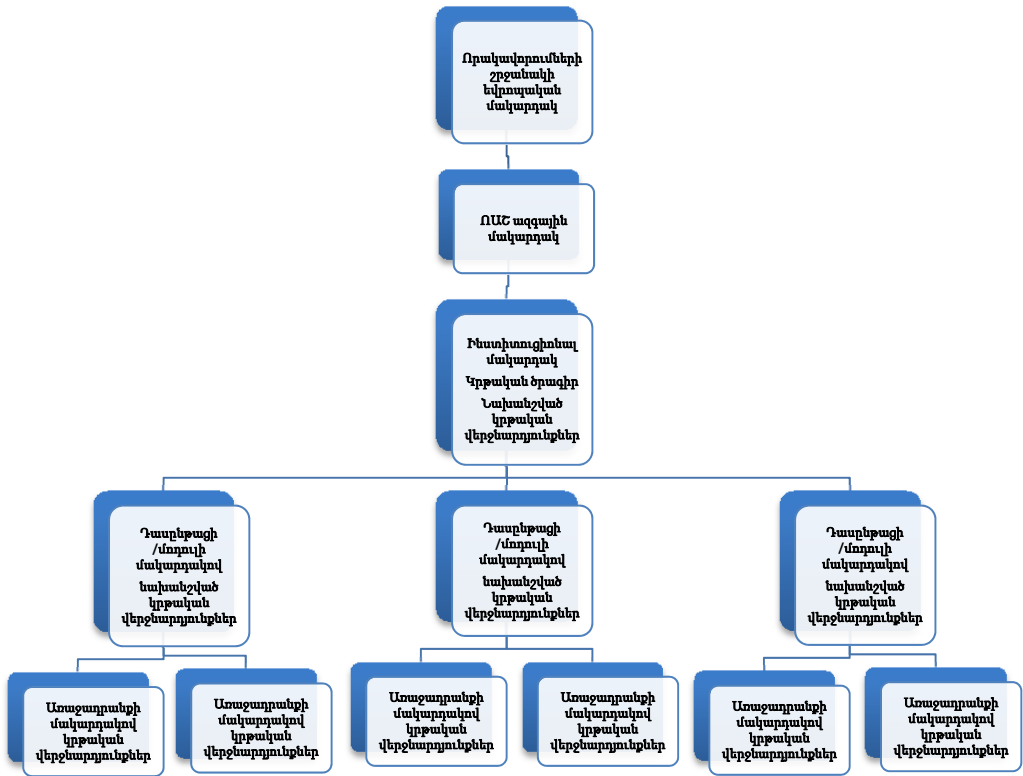 Որակավորումների
շրջանակի
եվրոպական
մակարդակ
ՈԱՇ ազգային
մակարդակ
Ինստիտուցիոնալ
մակարդակ
Կրթական ծրագիր
Նախանշված
կրթական
վերջնարդյունքներ
Դասընթացի
/մոդուլի
մակարդակով
նախանշված
կրթական
վերջնարդյունքներ
Դասընթացի
/մոդուլի
մակարդակով
նախանշված
կրթական
վերջնարդյունքներ
Դասընթացի
/մոդուլի
մակարդակով
նախանշված
կրթական
վերջնարդյունքներ
Առաջադրանքի
մակարդակով
կրթական
վերջնարդյունքներ
Առաջադրանքի
մակարդակով
կրթական
վերջնարդյունքներ
Առաջադրանքի
մակարդակով
կրթական
վերջնարդյունքներ
Առաջադրանքի
մակարդակով
կրթական
վերջնարդյունքներ
Առաջադրանքի
մակարդակով
կրթական
վերջնարդյունքներ
Առաջադրանքի
մակարդակով
կրթական
վերջնարդյունքներ